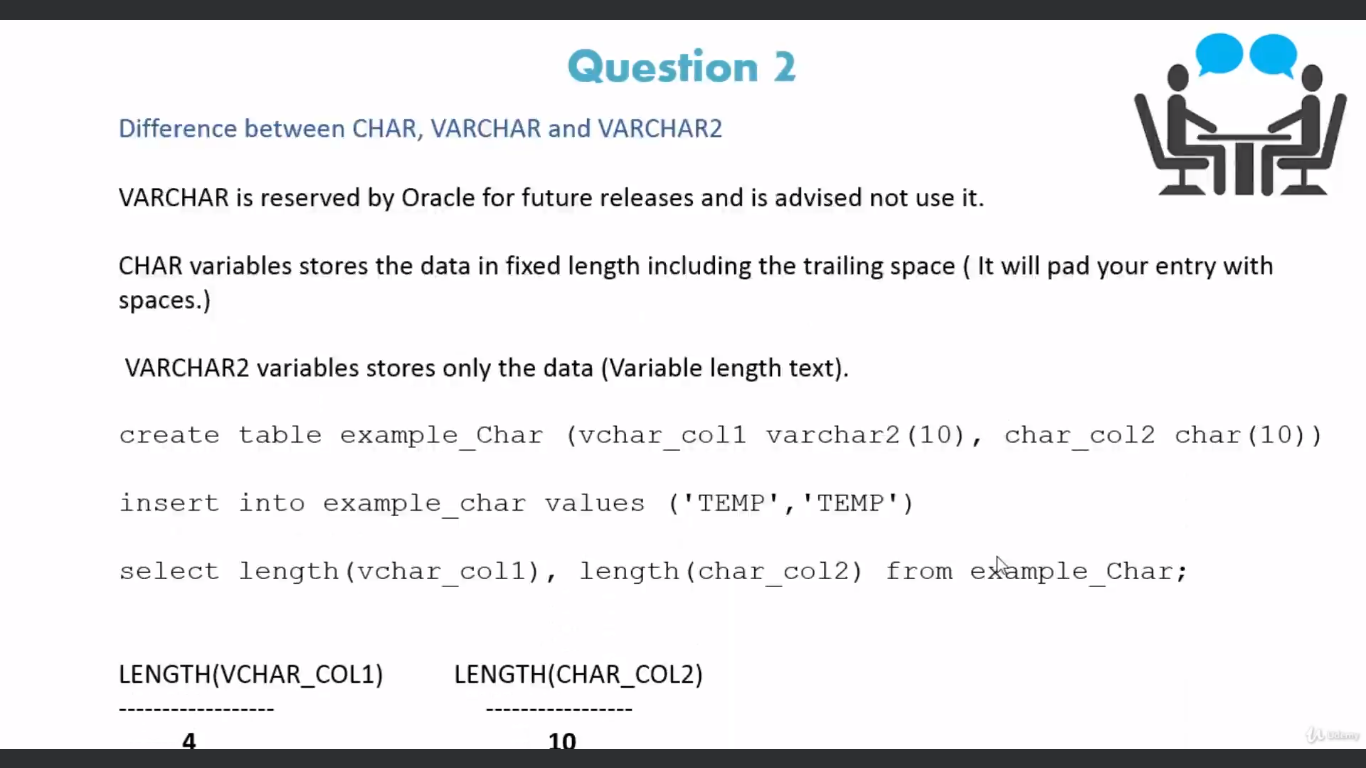 Question 2
Difference between CHAR, VARCHAR and VARCHAR2
VARCHAR is reserved by Oracle for future releases and is advised not use it.
CHAR variables stores the data in fixed length including the trailing space ( It will pad your entry with
spaces.)
VARCHAR2 variables stores only the data (Variable length text).
create table example_Char (vchar_col1 varchar2(10), char_col2 char(10))
insert into example_char values ('TEMP','TEMP')
select length(vchar_col1), length(char_col2) from example_Char;
LENGTH(VCHAR_COL1) LENGTH(CHAR_COL2)
------------------ -----------------
4 10
Udemy